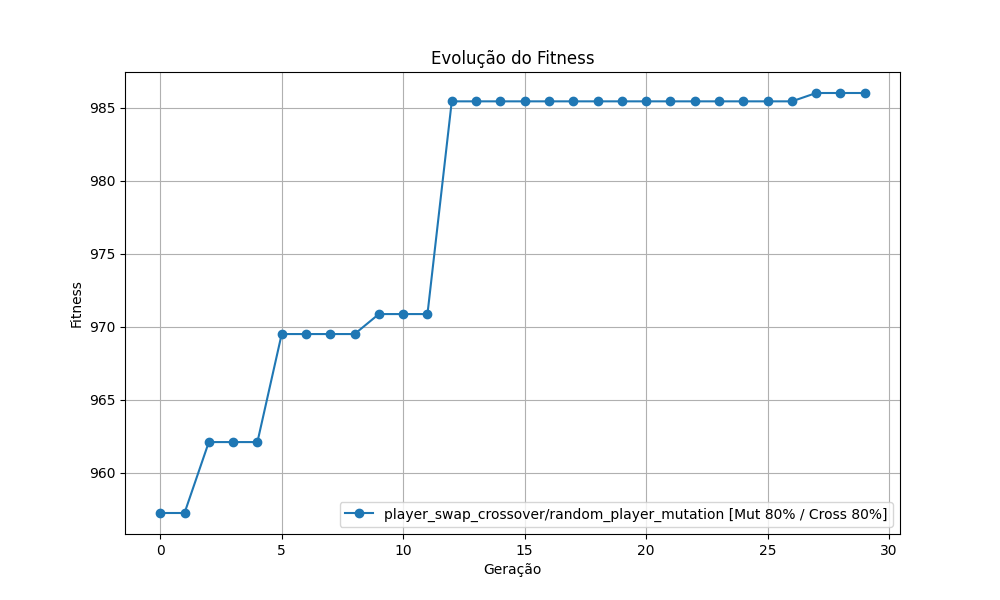 Evolução do Fitness
Fitness
985
980
975
970
965
960
player_swap_crossover/random_player_mutation [Mut 80% / Cross 80%]
0 5 10 15 20 25 30
Geração